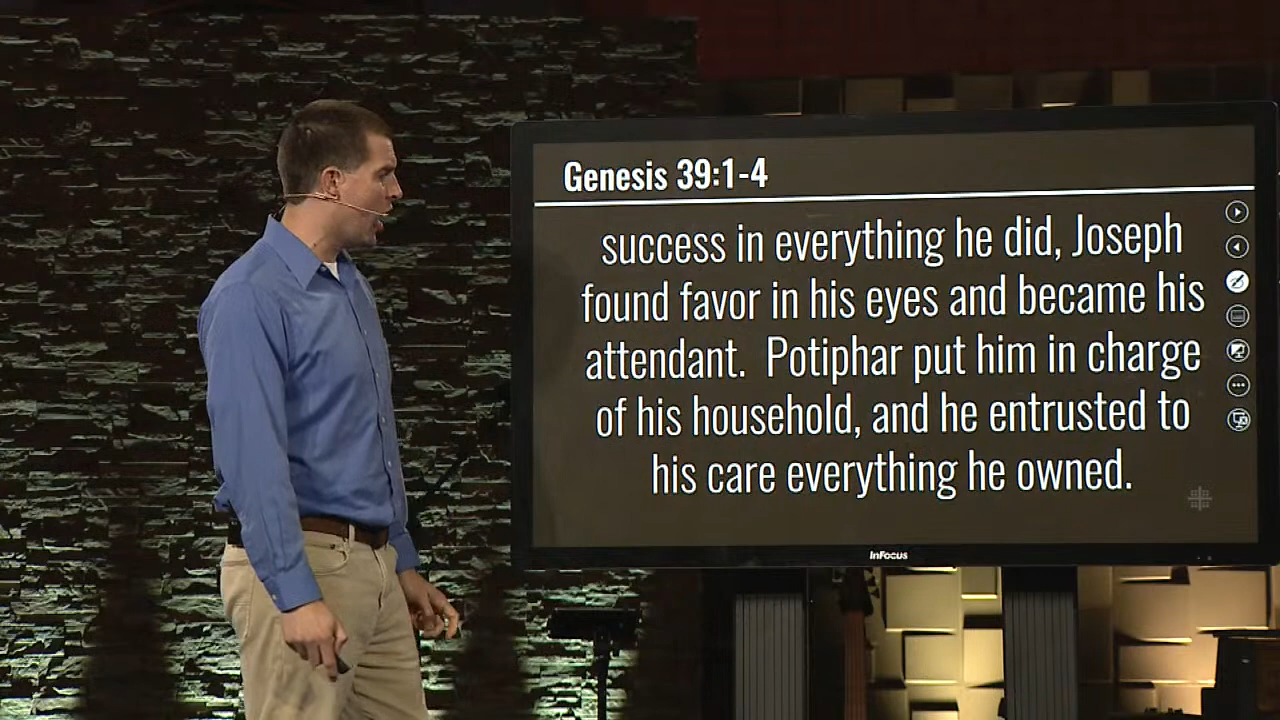 Genesis 39:1-4
success in everything he did, Joseph
found favor in his eyes and became his
attendant.  Potiphar put him in charge
of his household, and he entrusted to
his care everything he owned.
InFocus